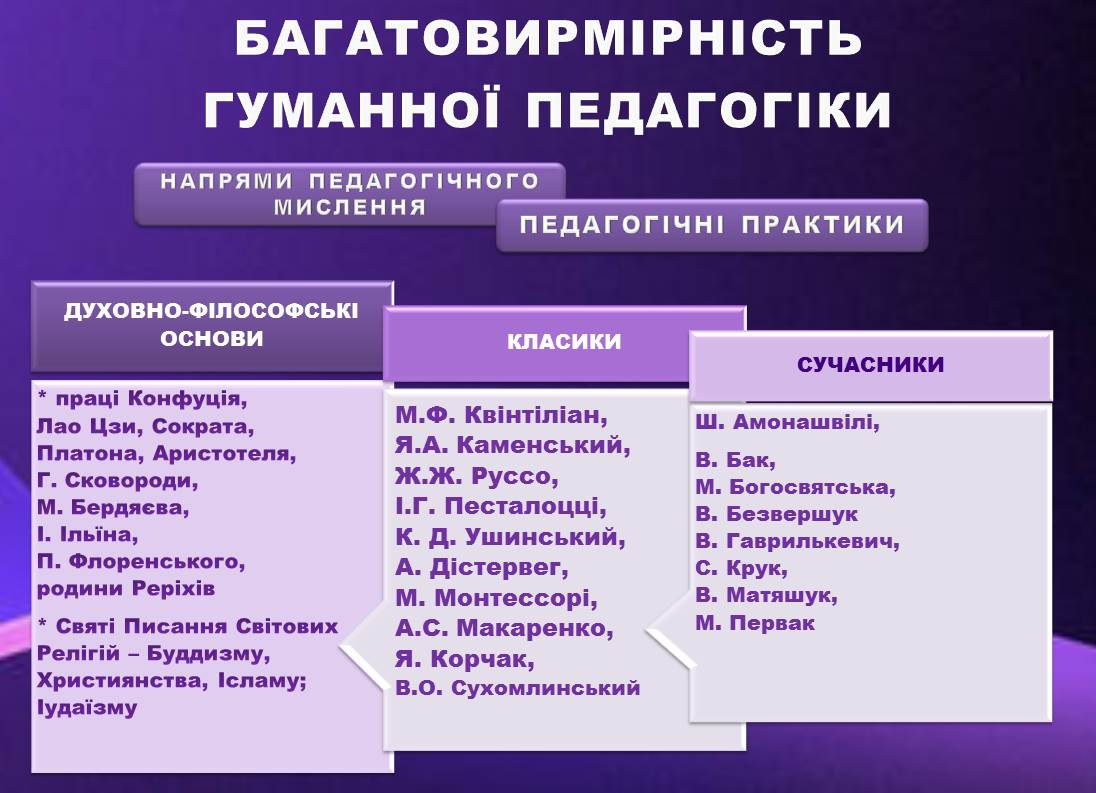 БАГАТОВИРМІРНІСТЬ
ГУМАННОЇ ПЕДАГОГІКИ
НАПРЯМИ ПЕДАГОГІЧНОГО
МИСЛЕННЯ
ПЕДАГОГІЧНІ ПРАКТИКИ
ДУХОВНО-ФІЛОСОФСЬКІ
ОСНОВИ
* праці Конфуція,
Лао Цзи, Сократа,
Платона, Аристотеля,
Г. Сковороди,
М. Бердяєва,
І. Ільїна,
П. Флоренського,
родини Реріхів
* Святі Писання Світових
Релігій – Буддизму,
Християнства, Ісламу;
Іудаїзму
КЛАСИКИ
М.Ф. Квінтіліан,
Я.А. Каменський,
Ж.Ж. Руссо,
І.Г. Песталоцці,
К. Д. Ушинський,
А. Дістервег,
М. Монтессорі,
А.С. Макаренко,
Я. Корчак,
В.О. Сухомлинський
СУЧАСНИКИ
Ш. Амонашвілі,
В. Бак,
М. Богосвятська,
В. Безвершук
В. Гаврилькевич,
С. Крук,
В. Матяшук,
М. Первак